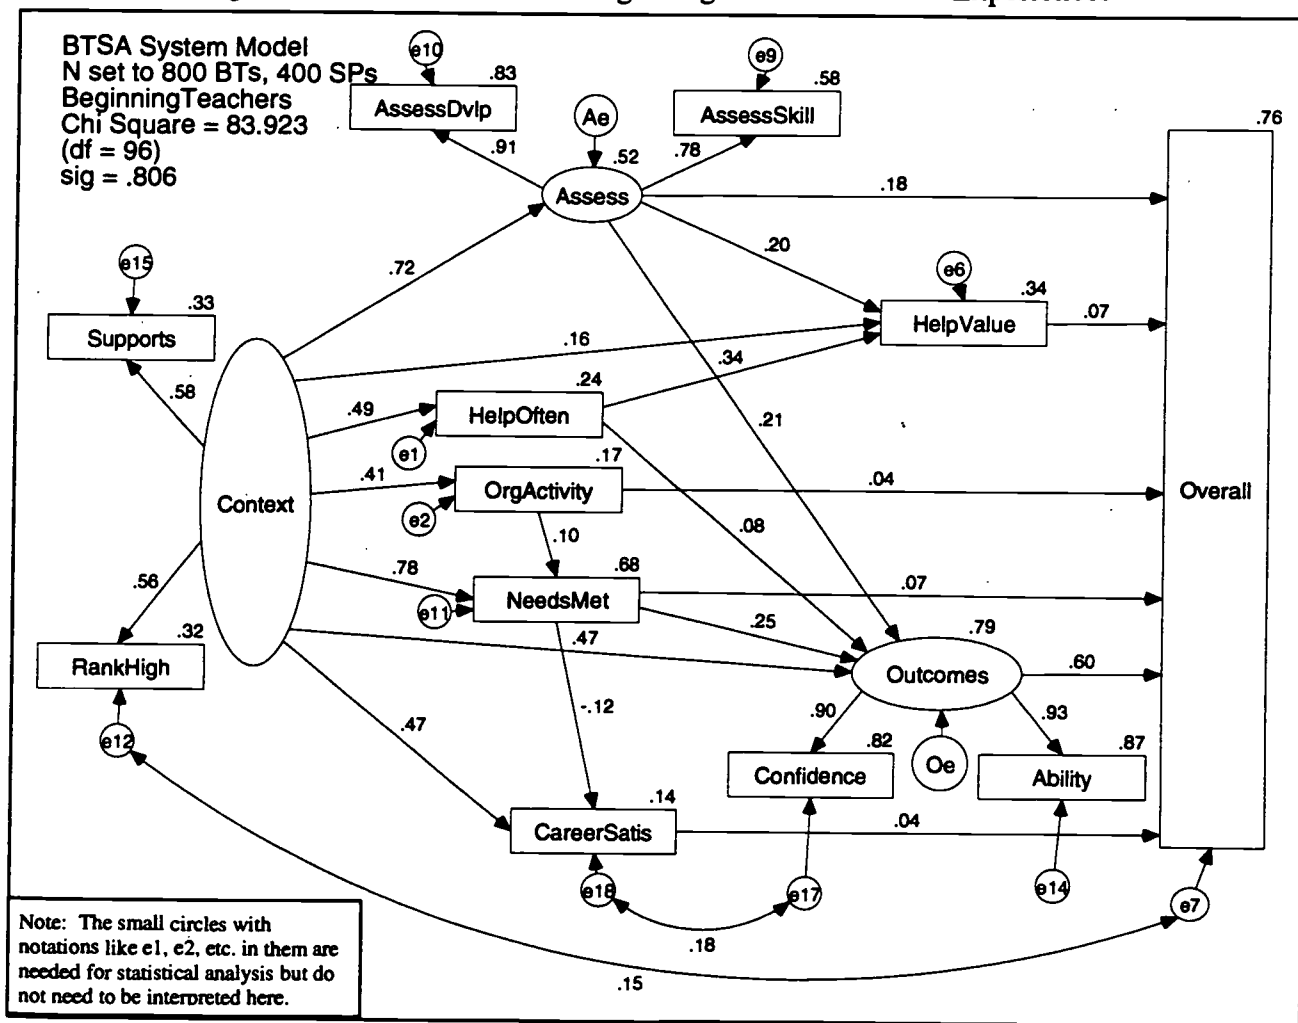 BTSA System Model
N set to 800 BTs, 400 SPs
BeginningTeachers
Chi Square = 83.923
(df = 96)
sig = .806
e10
.83
AssessDvlp
.91
Ae
.52
Assess
e9
.58
AssessSkill
.78
.76
.18
.20
.72
e15
.33
Supports
.58
e6
.34
HelpValue
.07
.16
.34
.24
HelpOften
.49
e1
.21
.17
OrgActivity
.41
e2
.04
Overall
Context
.10
.08
.68
NeedsMet
.78
e11
.07
.25
.56
.32
RankHigh
e12
.47
.79
Outcomes
.60
-.12
.47
.90
.93
.82
Confidence
Oe
.87
Ability
.14
CareerSatis
.04
e18
e17
e14
e7
.18
.15
Note: The small circles with
notations like e1, e2, etc. in them are
needed for statistical analysis but do
not need to be interpreted here.